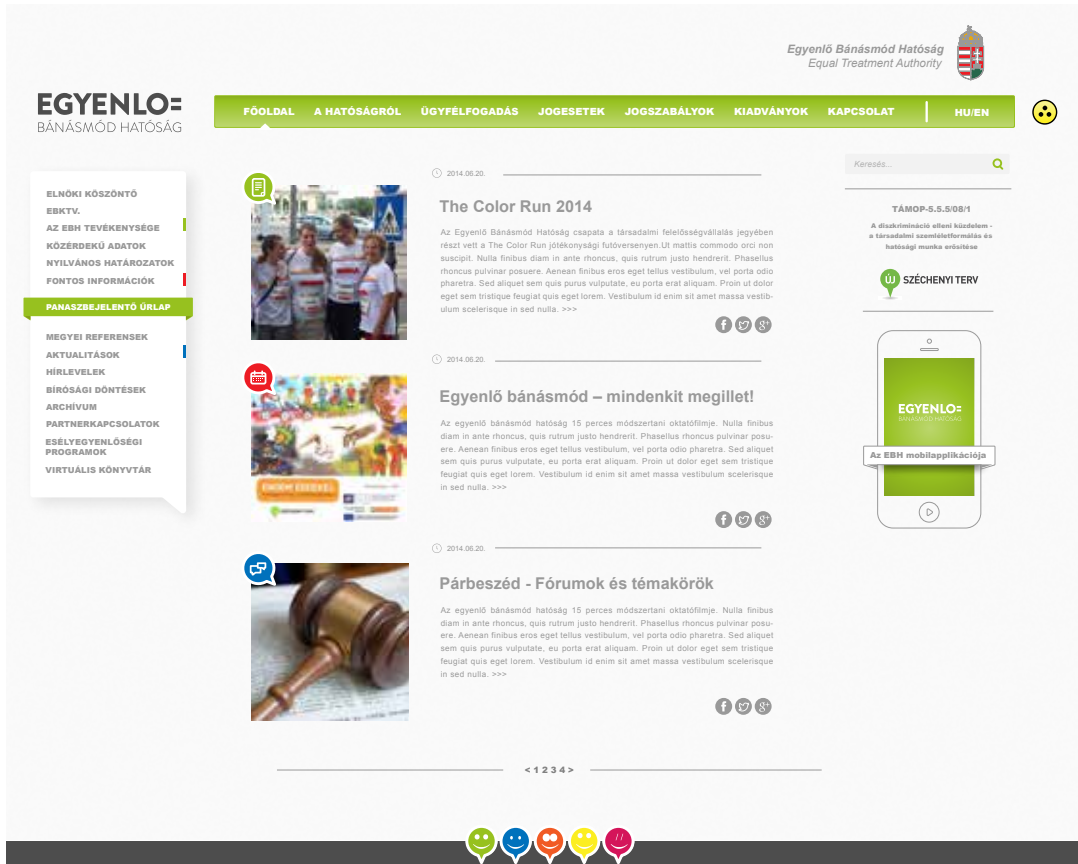 Egyenlő Bánásmód Hatóság
Equal Treatment Authority
EGYENLO=
BÁNÁSMÓD HATÓSÁG
FŐOLDAL A HATÓSÁGRÓL ÜGYFÉLFOGADÁS JOGESETEK JOGSZABÁLYOK KIADVÁNYOK KAPCSOLAT HU/EN
ELNÖKI KÖSZÖNTŐ
EBKTV.
AZ EBH TEVÉKENYSÉGE
KÖZÉRDEKŰ ADATOK
NYILVÁNOS HATÁROZATOK
FONTOS INFORMÁCIÓK
PANASZBEJELENTŐ ŰRLAP
MEGYEI REFERENSEK
AKTUALITÁSOK
HÍRLEVELEK
BÍRÓSÁGI DÖNTÉSEK
ARCHÍVUM
PARTNERKAPCSOLATOK
ESÉLYEGYENLŐSÉGI
PROGRAMOK
VIRTUÁLIS KÖNYVTÁR
2014.06.20.
The Color Run 2014
Az Egyenlő Bánásmód Hatóság csapata a társadalmi felelősségvállalás jegyében
részt vett a The Color Run jótékonysági futóversenyen.Ut mattis commodo orci non
suscipit. Nulla finibus diam in ante rhoncus, quis rutrum justo hendrerit. Phasellus
rhoncus pulvinar posuere. Aenean finibus eros eget tellus vestibulum, vel porta odio
pharetra. Sed aliquet sem quis purus vulputate, eu porta erat aliquam. Proin ut dolor
eget sem tristique feugiat quis eget lorem. Vestibulum id enim sit amet massa vestib-
ulum scelerisque in sed nulla. >>>
2014.06.20.
Egyenlő bánásmód – mindenkit megillet!
Az egyenlő bánásmód hatóság 15 perces módszertani oktatófilmje. Nulla finibus
diam in ante rhoncus, quis rutrum justo hendrerit. Phasellus rhoncus pulvinar posu-
ere. Aenean finibus eros eget tellus vestibulum, vel porta odio pharetra. Sed aliquet
sem quis purus vulputate, eu porta erat aliquam. Proin ut dolor eget sem tristique
feugiat quis eget lorem. Vestibulum id enim sit amet massa vestibulum scelerisque
in sed nulla. >>>
2014.06.20.
Párbeszéd - Fórumok és témakörök
Az egyenlő bánásmód hatóság 15 perces módszertani oktatófilmje. Nulla finibus
diam in ante rhoncus, quis rutrum justo hendrerit. Phasellus rhoncus pulvinar posu-
ere. Aenean finibus eros eget tellus vestibulum, vel porta odio pharetra. Sed aliquet
sem quis purus vulputate, eu porta erat aliquam. Proin ut dolor eget sem tristique
feugiat quis eget lorem. Vestibulum id enim sit amet massa vestibulum scelerisque
in sed nulla. >>>
< 1 2 3 4 >
Keresés...
TÁMOP-5.5.5/08/1
A diszkrimináció elleni küzdelem -
a társadalmi szemléletformálás és
hatósági munka erősítése
ÚJ SZÉCHENYI TERV
EGYENLO=
BÁNÁSMÓD HATÓSÁG
Az EBH mobilapplikációja